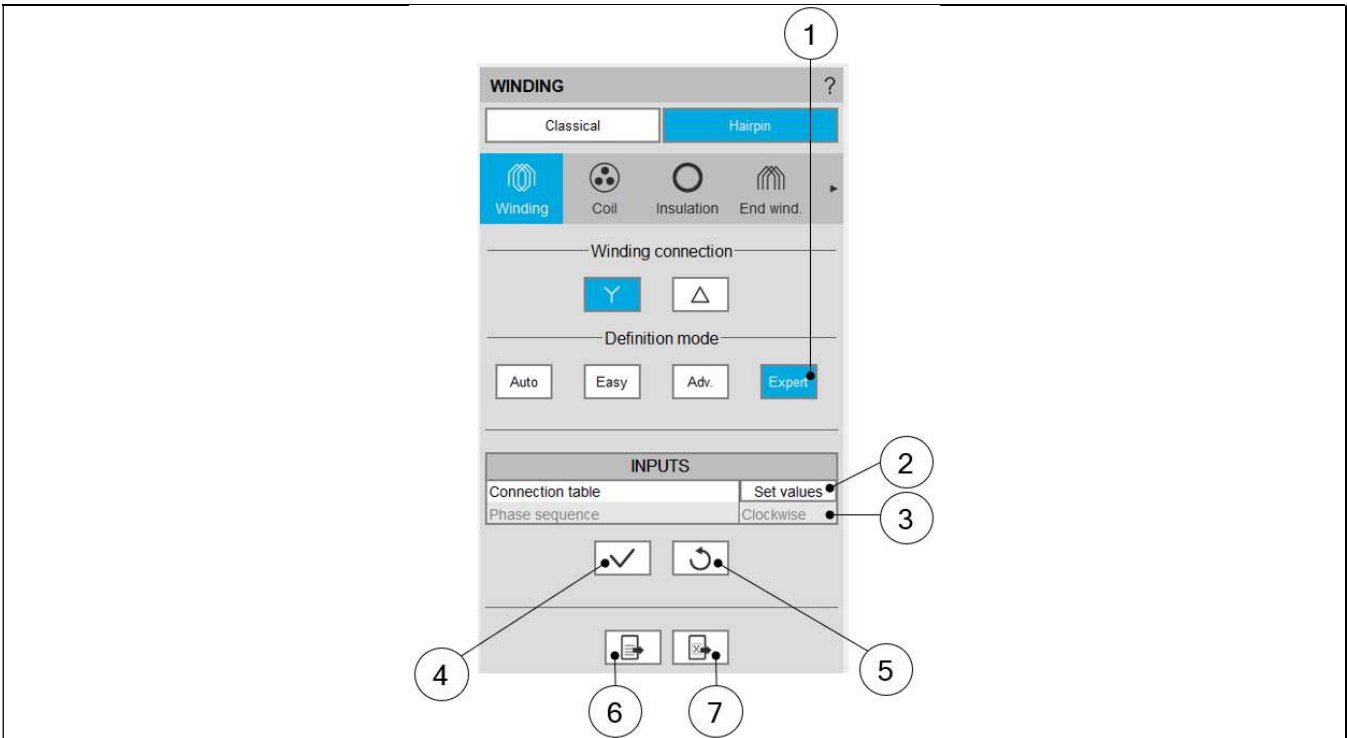 1
WINDING ?
Classical Hairpin
Winding Coil Insulation End wind.
Winding connection
Definition mode
Auto Easy Adv. Expert
INPUTS
2
Connection table Set values
Phase sequence Clockwise
3
4
5
6 7